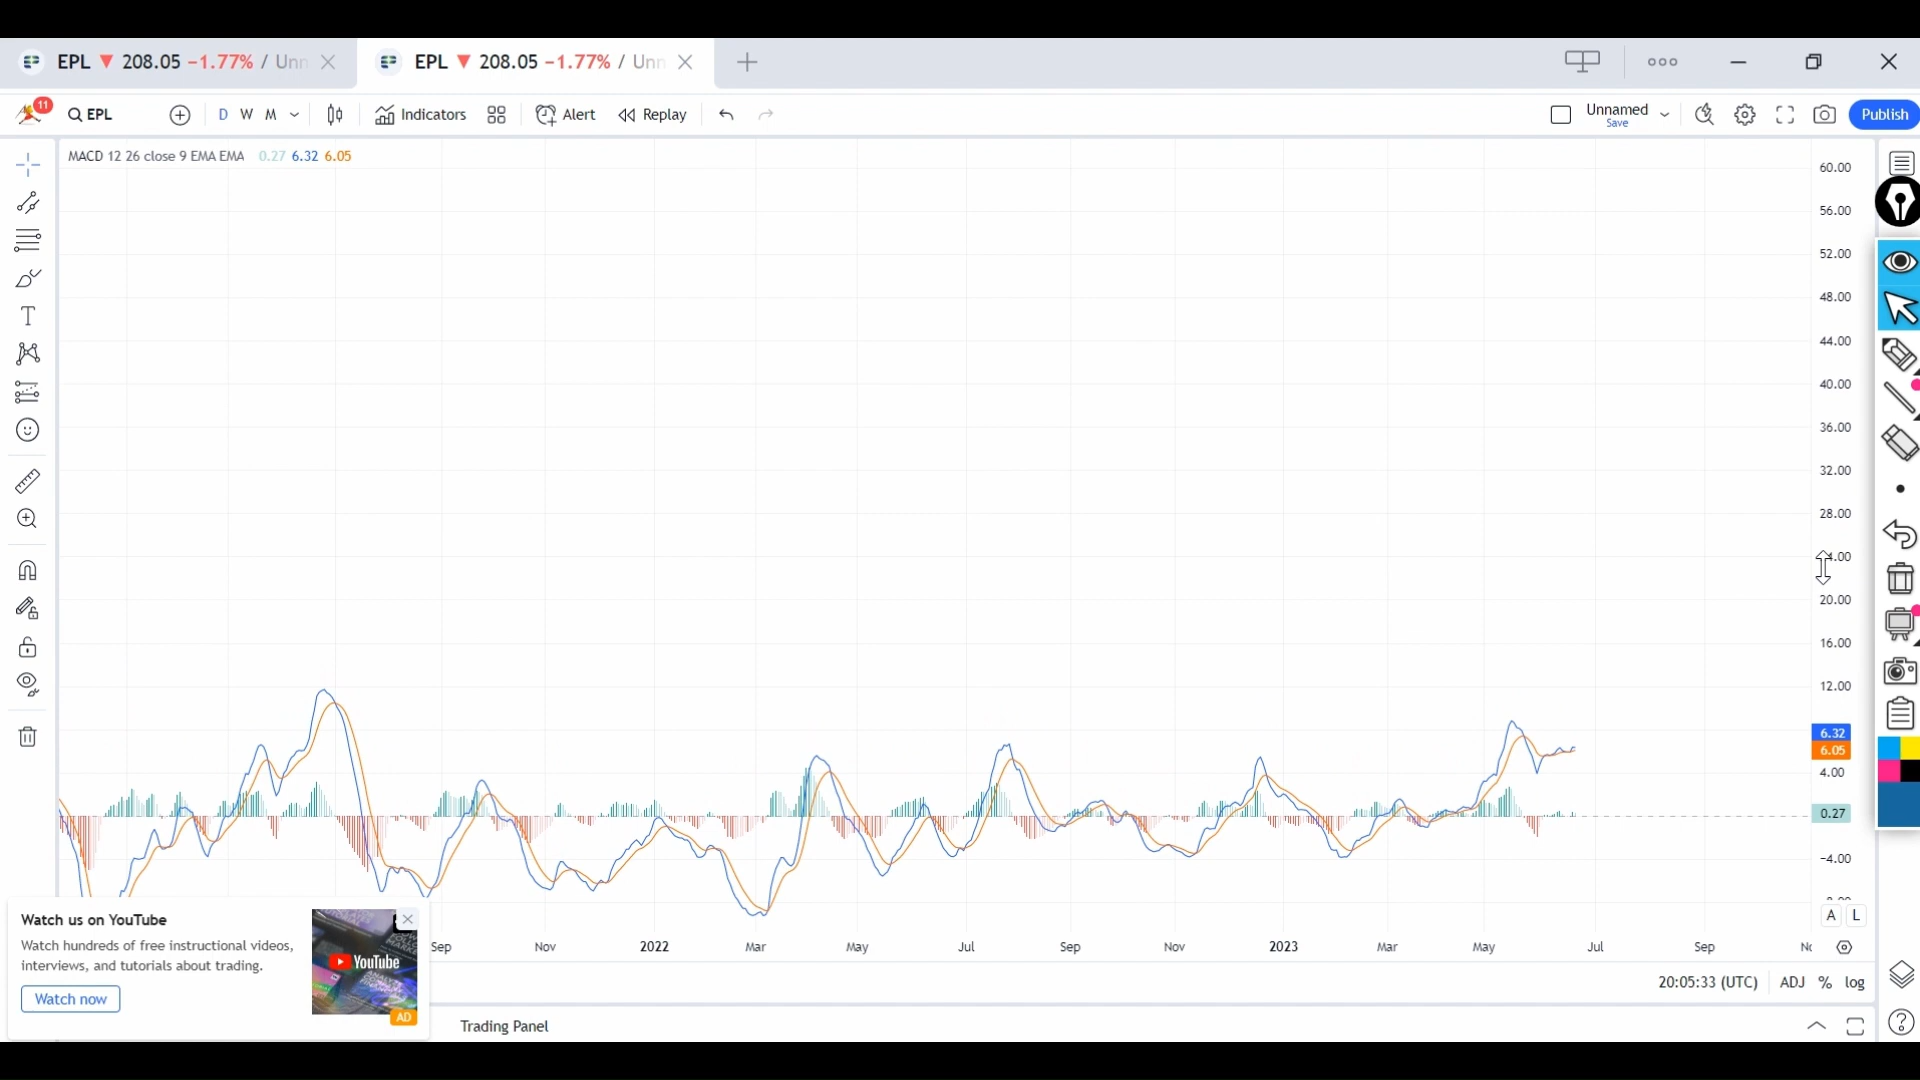 EPL ▼ 208.05 −1.77% / Unn
EPL ▼ 208.05 −1.77% / Unn
11
EPL
D W M
Indicators
Alert
Replay
Unnamed
Save
Publish
MACD 12 26 close 9 EMA EMA 0.27 6.32 6.05
60.00
56.00
52.00
48.00
44.00
40.00
36.00
32.00
28.00
20.00
16.00
12.00
6.32
6.05
4.00
0.27
−4.00
A L
Sep Nov 2022 Mar May Jul Sep Nov 2023 Mar May Jul Sep
Watch us on YouTube
Watch hundreds of free instructional videos,
interviews, and tutorials about trading.
Watch now
YouTube
AD
20:05:33 (UTC) ADJ % log
Trading Panel